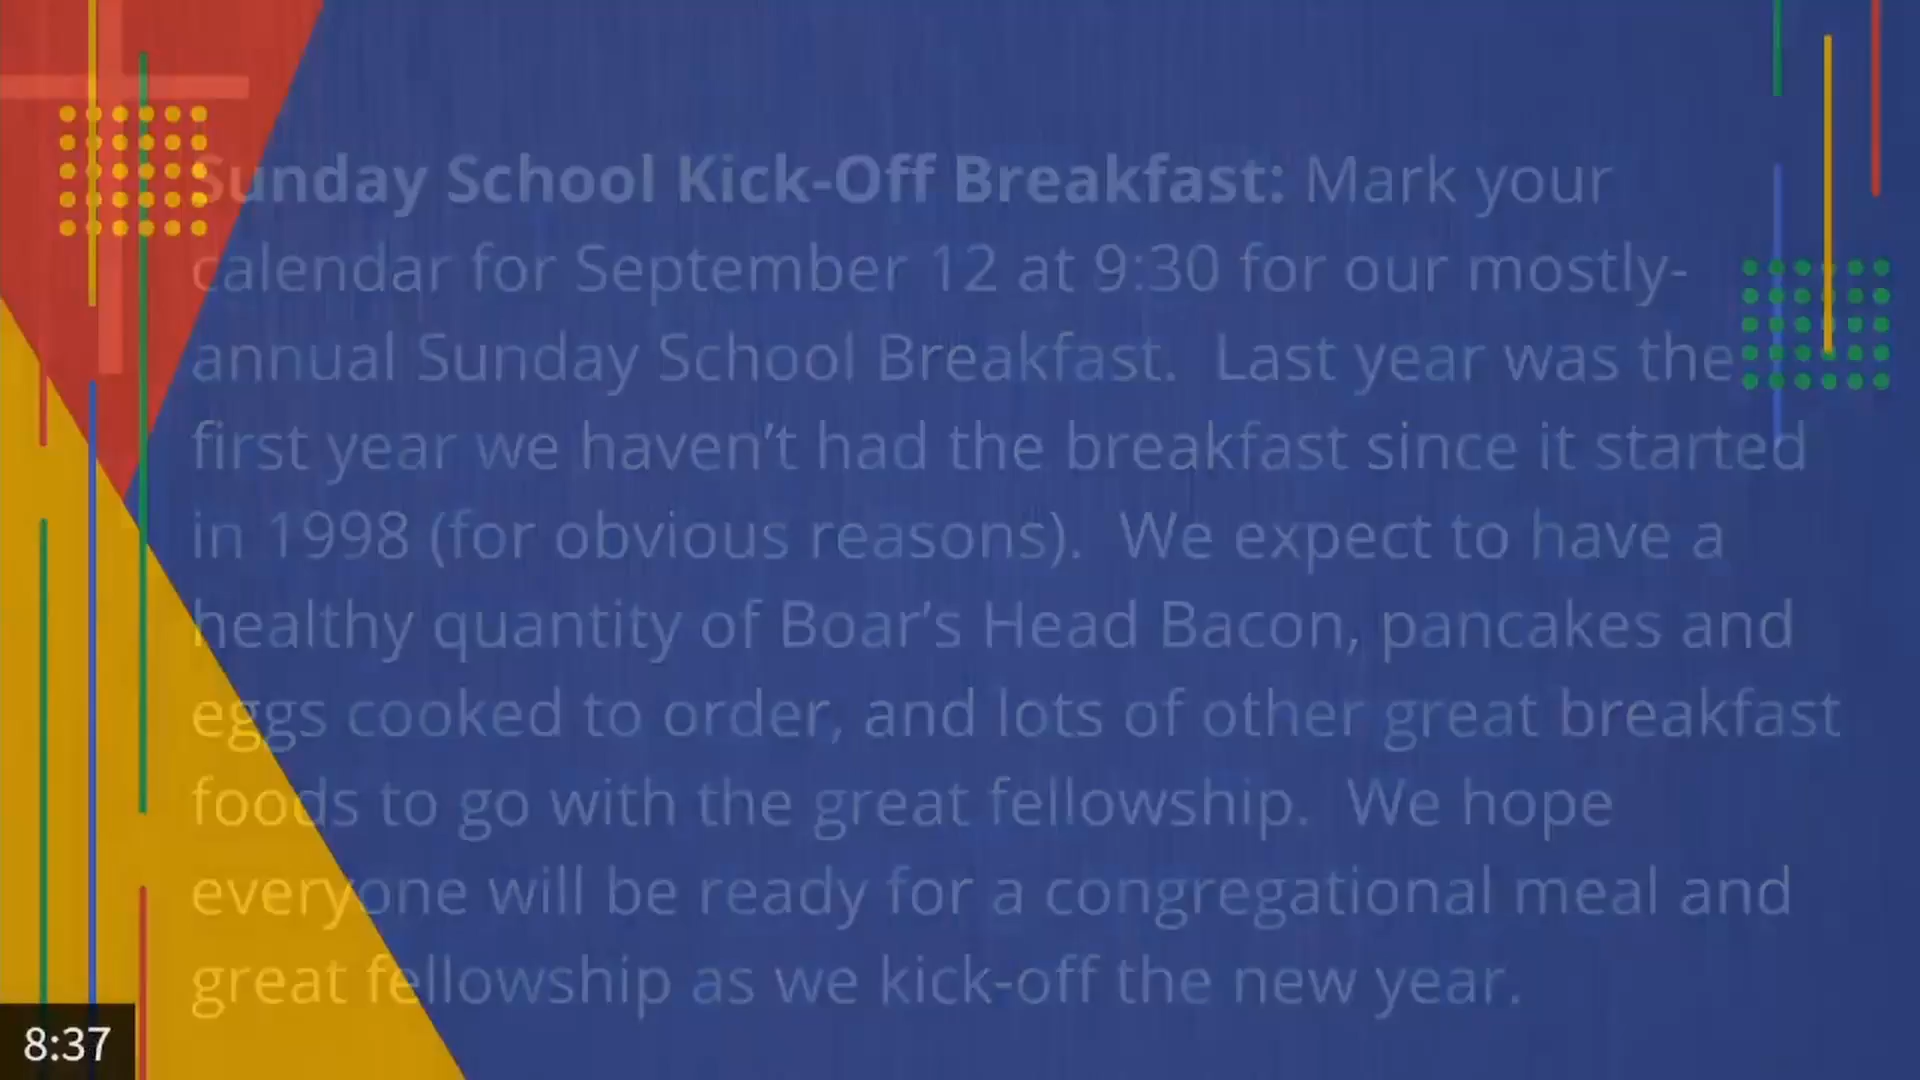 Sunday School Kick-Off Breakfast: Mark your
calendar for September 12 at 9:30 for our mostly-
annual Sunday School Breakfast.  Last year was the
first year we haven’t had the breakfast since it started
in 1998 (for obvious reasons).  We expect to have a
healthy quantity of Boar’s Head Bacon, pancakes and
eggs cooked to order, and lots of other great breakfast
foods to go with the great fellowship.  We hope
everyone will be ready for a congregational meal and
great fellowship as we kick-off the new year.
8:37